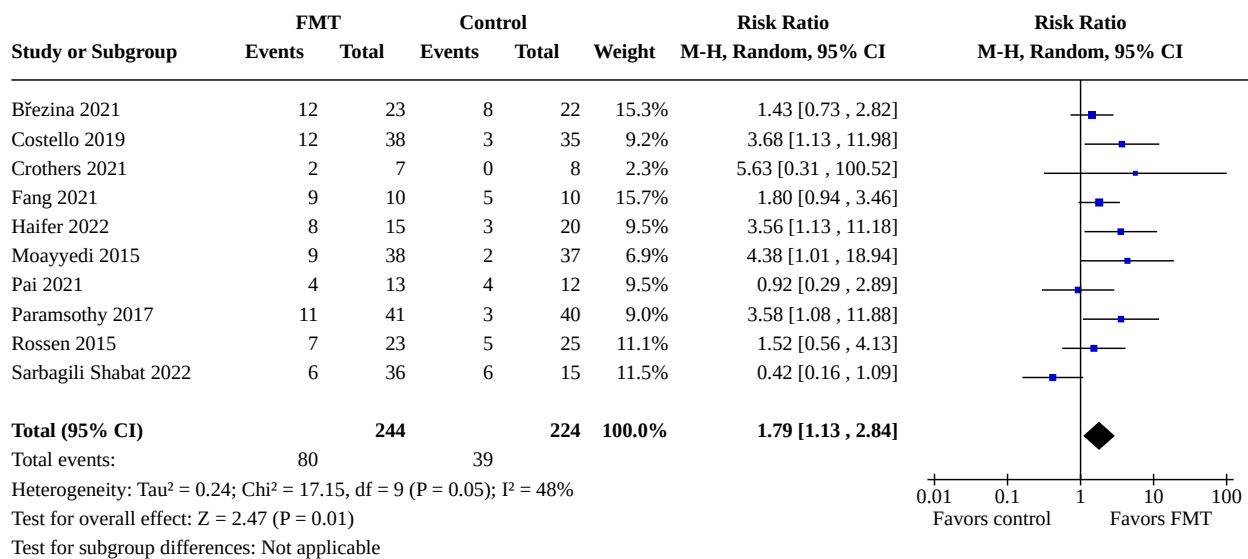 FMT Control Risk Ratio Risk Ratio
Study or Subgroup Events Total Events Total Weight M-H, Random, 95% CI M-H, Random, 95% CI
Březina 2021 12 23 8 22 15.3% 1.43 [0.73 , 2.82]
Costello 2019 12 38 3 35 9.2% 3.68 [1.13 , 11.98]
Crothers 2021 2 7 0 8 2.3% 5.63 [0.31 , 100.52]
Fang 2021 9 10 5 10 15.7% 1.80 [0.94 , 3.46]
Haifer 2022 8 15 3 20 9.5% 3.56 [1.13 , 11.18]
Moayyedi 2015 9 38 2 37 6.9% 4.38 [1.01 , 18.94]
Pai 2021 4 13 4 12 9.5% 0.92 [0.29 , 2.89]
Paramsothy 2017 11 41 3 40 9.0% 3.58 [1.08 , 11.88]
Rossen 2015 7 23 5 25 11.1% 1.52 [0.56 , 4.13]
Sarbagili Shabat 2022 6 36 6 15 11.5% 0.42 [0.16 , 1.09]
Total (95% CI) 244 224 100.0% 1.79 [1.13 , 2.84]
Total events: 80 39
Heterogeneity: Tau² = 0.24; Chi² = 17.15, df = 9 (P = 0.05); I² = 48%
0.01 0.1 1 10 100
Test for overall effect: Z = 2.47 (P = 0.01)
Favors control Favors FMT
Test for subgroup differences: Not applicable